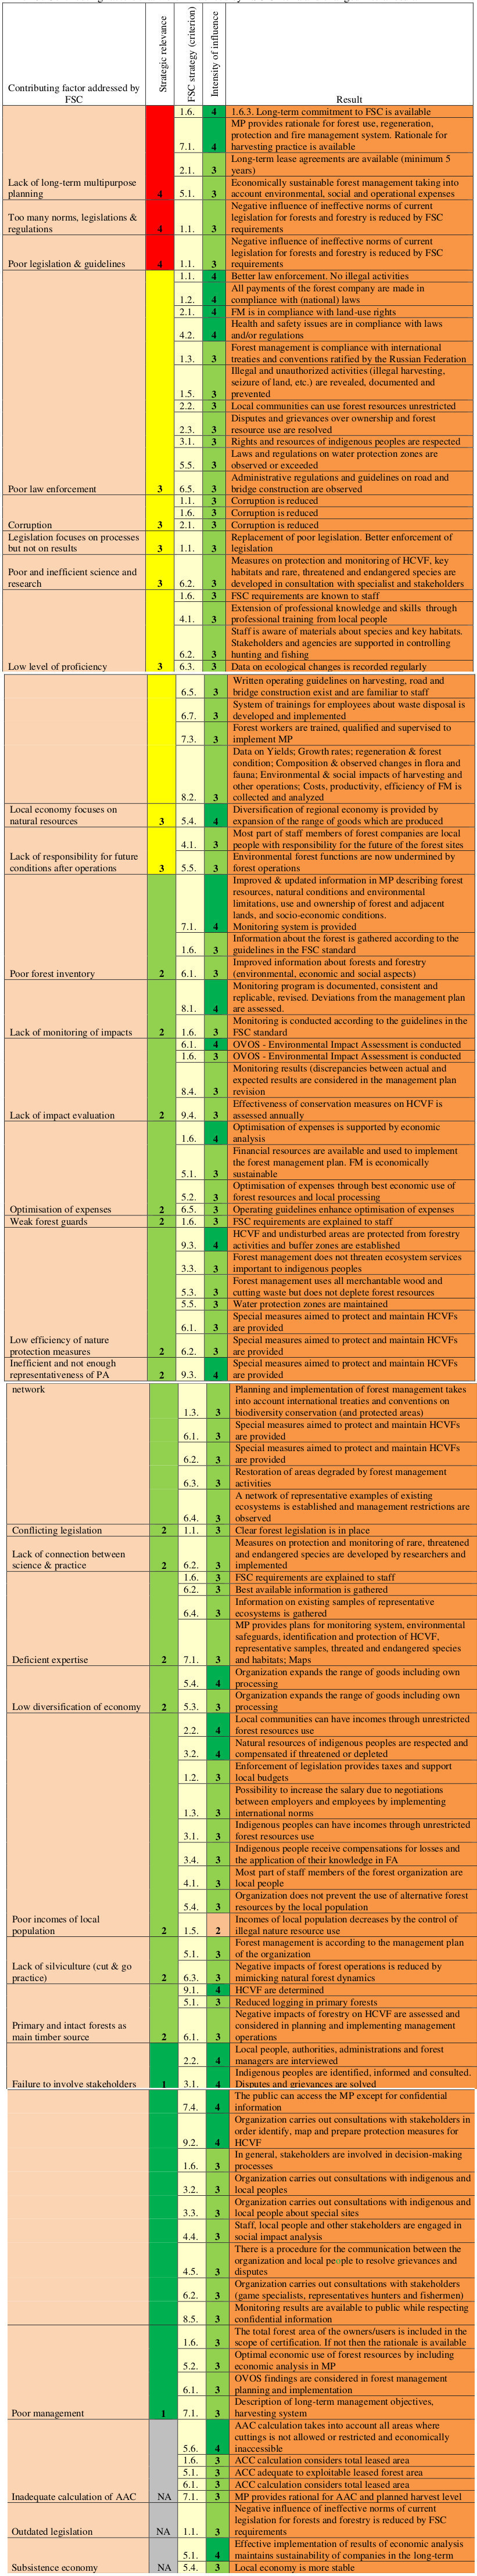 Contributing factor addressed by
FSC
Strategic relevance
FSC strategy (criterion)
Intensity of influence
Result
1.6. 4 1.6.3. Long-term commitment to FSC is available
MP provides rationale for forest use, regeneration,
protection and fire management system. Rationale for
7.1. 4 harvesting practice is available
Long-term lease agreements are available (minimum 5
2.1. 3 years)
Lack of long-term multipurpose Economically sustainable forest management taking into
planning 4 5.1. 3 account environmental, social and operational expenses
Negative influence of ineffective norms of current
Too many norms, legislations & legislation for forests and forestry is reduced by FSC
regulations 4 1.1. 3 requirements
Negative influence of ineffective norms of current
legislation for forests and forestry is reduced by FSC
Poor legislation & guidelines 4 1.1. 3 requirements
1.1. 4 Better law enforcement. No illegal activities
All payments of the forest company are made in
1.2. 4 compliance with (national) laws
2.1. 4 FM is in compliance with land-use rights
Health and safety issues are in compliance with laws
4.2. 4 and/or regulations
Forest management is compliance with international
1.3. 3 treaties and conventions ratified by the Russian Federation
Illegal and unauthorized activities (illegal harvesting,
seizure of land, etc.) are revealed, documented and
1.5. 3 prevented
2.2. 3 Local communities can use forest resources unrestricted
Disputes and grievances over ownership and forest
2.3. 3 resource use are resolved
3.1. 3 Rights and resources of indigenous peoples are respected
Laws and regulations on water protection zones are
5.5. 3 observed or exceeded
Administrative regulations and guidelines on road and
Poor law enforcement 3 6.5. 3 bridge construction are observed
1.1. 3 Corruption is reduced
1.6. 3 Corruption is reduced
Corruption 3 2.1. 3 Corruption is reduced
Legislation focuses on processes Replacement of poor legislation. Better enforcement of
but not on results 3 1.1. 3 legislation
Measures on protection and monitoring of HCVF, key
Poor and inefficient science and habitats and rare, threatened and endangered species are
research 3 6.2. 3 developed in consultation with specialist and stakeholders
1.6. 3 FSC requirements are known to staff
Extension of professional knowledge and skills through
4.1. 3 professional training from local people
Staff is aware of materials about species and key habitats.
Stakeholders and agencies are supported in controlling
6.2. 3 hunting and fishing
Low level of proficiency 3 6.3. 3 Data on ecological changes is recorded regularly
Written operating guidelines on harvesting, road and
6.5. 3 bridge construction exist and are familiar to staff
System of trainings for employees about waste disposal is
6.7. 3 developed and implemented
Forest workers are trained, qualified and supervised to
7.3. 3 implement MP
Data on Yields; Growth rates; regeneration & forest
condition; Composition & observed changes in flora and
fauna; Environmental & social impacts of harvesting and
other operations; Costs, productivity, efficiency of FM is
8.2. 3 collected and analyzed
Local economy focuses on Diversification of regional economy is provided by
natural resources 3 5.4. 4 expansion of the range of goods which are produced
Most part of staff members of forest companies are local
4.1. 3 people with responsibility for the future of the forest sites
Lack of responsibility for future Environmental forest functions are now undermined by
conditions after operations 3 5.5. 3 forest operations
Improved & updated information in MP describing forest
resources, natural conditions and environmental
limitations, use and ownership of forest and adjacent
lands, and socio-economic conditions.
7.1. 4 Monitoring system is provided
Information about the forest is gathered according to the
1.6. 3 guidelines in the FSC standard
Improved information about forests and forestry
Poor forest inventory 2 6.1. 3 (environmental, economic and social aspects)
Monitoring program is documented, consistent and
replicable, revised. Deviations from the management plan
8.1. 4 are assessed.
Monitoring is conducted according to the guidelines in the
Lack of monitoring of impacts 2 1.6. 3 FSC standard
6.1. 4 OVOS - Environmental Impact Assessment is conducted
1.6. 3 OVOS - Environmental Impact Assessment is conducted
Monitoring results (discrepancies between actual and
expected results are considered in the management plan
8.4. 3 revision
Effectiveness of conservation measures on HCVF is
Lack of impact evaluation 2 9.4. 3 assessed annually
Optimisation of expenses is supported by economic
1.6. 4 analysis
Financial resources are available and used to implement
the forest management plan. FM is economically
5.1. 3 sustainable
Optimisation of expenses through best economic use of
5.2. 3 forest resources and local processing
Optimisation of expenses 2 6.5. 3 Operating guidelines enhance optimisation of expenses
Weak forest guards 2 1.6. 3 FSC requirements are explained to staff
HCVF and undisturbed areas are protected from forestry
9.3. 4 activities and buffer zones are established
Forest management does not threaten ecosystem services
3.3. 3 important to indigenous peoples
Forest management uses all merchantable wood and
5.3. 3 cutting waste but does not deplete forest resources
5.5. 3 Water protection zones are maintained
Special measures aimed to protect and maintain HCVFs
6.1. 3 are provided
Low efficiency of nature Special measures aimed to protect and maintain HCVFs
protection measures 2 6.2. 3 are provided
Inefficient and not enough Special measures aimed to protect and maintain HCVFs
representativeness of PA 2 9.3. 4 are provided
network Planning and implementation of forest management takes
into account international treaties and conventions on
1.3. 3 biodiversity conservation (and protected areas)
Special measures aimed to protect and maintain HCVFs
6.1. 3 are provided
Special measures aimed to protect and maintain HCVFs
6.2. 3 are provided
Restoration of areas degraded by forest management
6.3. 3 activities
A network of representative examples of existing
ecosystems is established and management restrictions are
6.4. 3 observed
Conflicting legislation 2 1.1. 3 Clear forest legislation is in place
Measures on protection and monitoring of rare, threatened
Lack of connection between and endangered species are developed by researchers and
science & practice 2 6.2. 3 implemented
1.6. 3 FSC requirements are explained to staff
6.2. 3 Best available information is gathered
Information on existing samples of representative
6.4. 3 ecosystems is gathered
MP provides plans for monitoring system, environmental
safeguards, identification and protection of HCVF,
representative samples, threated and endangered species
Deficient expertise 2 7.1. 3 and habitats; Maps
Organization expands the range of goods including own
5.4. 4 processing
Organization expands the range of goods including own
Low diversification of economy 2 5.3. 3 processing
Local communities can have incomes through unrestricted
2.2. 4 forest resources use
Natural resources of indigenous peoples are respected and
3.2. 4 compensated if threatened or depleted
Enforcement of legislation provides taxes and support
1.2. 3 local budgets
Possibility to increase the salary due to negotiations
between employers and employees by implementing
1.3. 3 international norms
Indigenous peoples can have incomes through unrestricted
3.1. 3 forest resources use
Indigenous people receive compensations for losses and
3.4. 3 the application of their knowledge in FA
Most part of staff members of the forest organization are
4.1. 3 local people
Organization does not prevent the use of alternative forest
5.4. 3 resources by the local population
Poor incomes of local Incomes of local population decreases by the control of
population 2 1.5. 2 illegal nature resource use
Forest management is according to the management plan
5.1. 3 of the organization
Lack of silviculture (cut & go Negative impacts of forest operations is reduced by
practice) 2 6.3. 3 mimicking natural forest dynamics
9.1. 4 HCVF are determined
5.1. 3 Reduced logging in primary forests
Negative impacts of forestry on HCVF are assessed and
Primary and intact forests as considered in planning and implementing management
main timber source 2 6.1. 3 operations
Local people, authorities, administrations and forest
2.2. 4 managers are interviewed
Indigenous peoples are identified, informed and consulted.
Failure to involve stakeholders 1 3.1. 4 Disputes and grievances are solved
The public can access the MP except for confidential
7.4. 4 information
Organization carries out consultations with stakeholders in
order identify, map and prepare protection measures for
9.2. 4 HCVF
In general, stakeholders are involved in decision-making
1.6. 3 processes
Organization carries out consultations with indigenous and
3.2. 3 local peoples
Organization carries out consultations with indigenous and
3.3. 3 local people about special sites
Staff, local people and other stakeholders are engaged in
4.4. 3 social impact analysis
There is a procedure for the communication between the
organization and local people to resolve grievances and
4.5. 3 disputes
Organization carries out consultations with stakeholders
6.2. 3 (game specialists, representatives hunters and fishermen)
Monitoring results are available to public while respecting
8.5. 3 confidential information
The total forest area of the owners/users is included in the
1.6. 3 scope of certification. If not then the rationale is available
Optimal economic use of forest resources by including
5.2. 3 economic analysis in MP
OVOS findings are considered in forest management
6.1. 3 planning and implementation
Description of long-term management objectives,
Poor management 1 7.1. 3 harvesting system
AAC calculation takes into account all areas where
cuttings is not allowed or restricted and economically
5.6. 4 inaccessible
1.6. 3 ACC calculation considers total leased area
5.1. 3 ACC adequate to exploitable leased forest area
6.1. 3 ACC calculation considers total leased area
Inadequate calculation of AAC NA 7.1. 3 MP provides rational for AAC and planned harvest level
Negative influence of ineffective norms of current
legislation for forests and forestry is reduced by FSC
Outdated legislation NA 1.1. 3 requirements
Effective implementation of results of economic analysis
5.1. 4 maintains sustainability of companies in the long-term
Subsistence economy NA 5.4. 3 Local economy is more stable